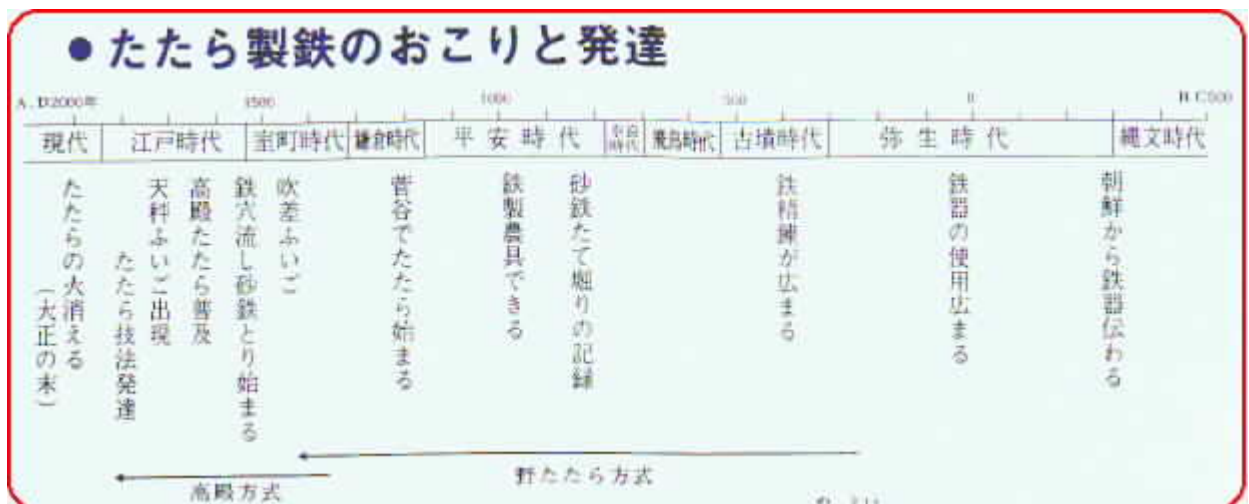 ●たたら製鉄のおこりと発達
A.D2000年 1500 1000 500 0 B.C500
現代 江戸時代 室町時代 鎌倉時代 平安時代 奈良時代 飛鳥時代 古墳時代 弥生時代 縄文時代
朝鮮から鉄器伝わる
鉄器の使用広まる
鉄精錬が広まる
砂鉄たて堀りの記録
鉄製農具できる
菅谷でたたら始まる
吹差ふいご
鉄穴流し砂鉄とり始まる
高殿たたら普及
天秤ふいご出現
たたら技法発達
たたらの火消える
(大正の末)
野たたら方式
高殿方式